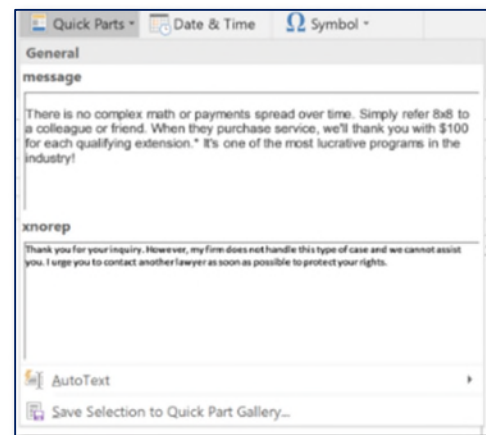 Quick Parts Date & Time Ω Symbol
General
message
There is no complex math or payments spread over time. Simply refer 8x8 to
a colleague or friend. When they purchase service, we'll thank you with $100
for each qualifying extension.* It's one of the most lucrative programs in the
industry!
xnorep
Thank you for your inquiry. However, my firm does not handle this type of case and we cannot assist
you. I urge you to contact another lawyer as soon as possible to protect your rights.
AutoText
Save Selection to Quick Part Gallery...